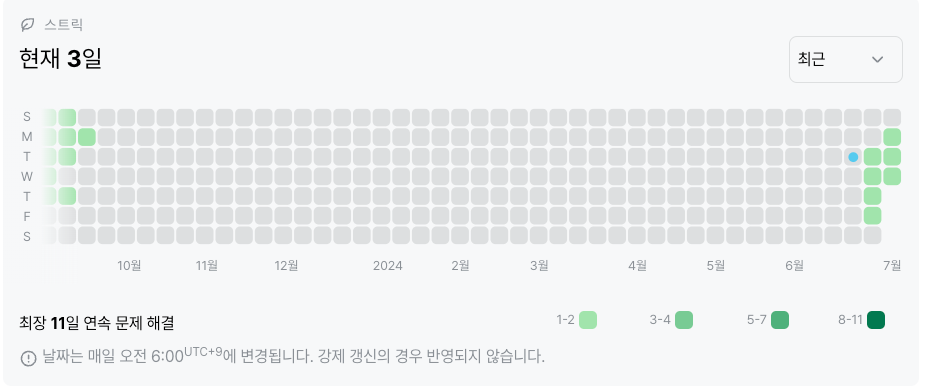 스트릭
현재 3일
최근
S
M
T
W
T
F
S
10월 11월 12월 2024 2월 3월 4월 5월 6월 7월
최장 11일 연속 문제 해결
1-2 3-4 5-7 8-11
날짜는 매일 오전 6:00UTC+9에 변경됩니다. 강제 갱신의 경우 반영되지 않습니다.